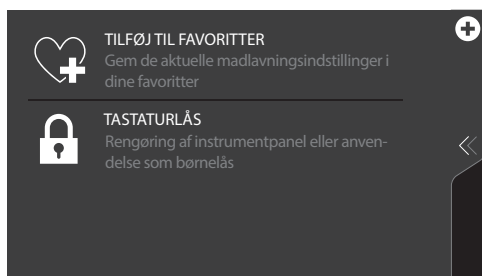 TILFØJ TIL FAVORITTER
Gem de aktuelle madlavningsindstillinger i
dine favoritter
TASTATURLÅS
Rengøring af instrumentpanel eller anven-
delse som børnelås